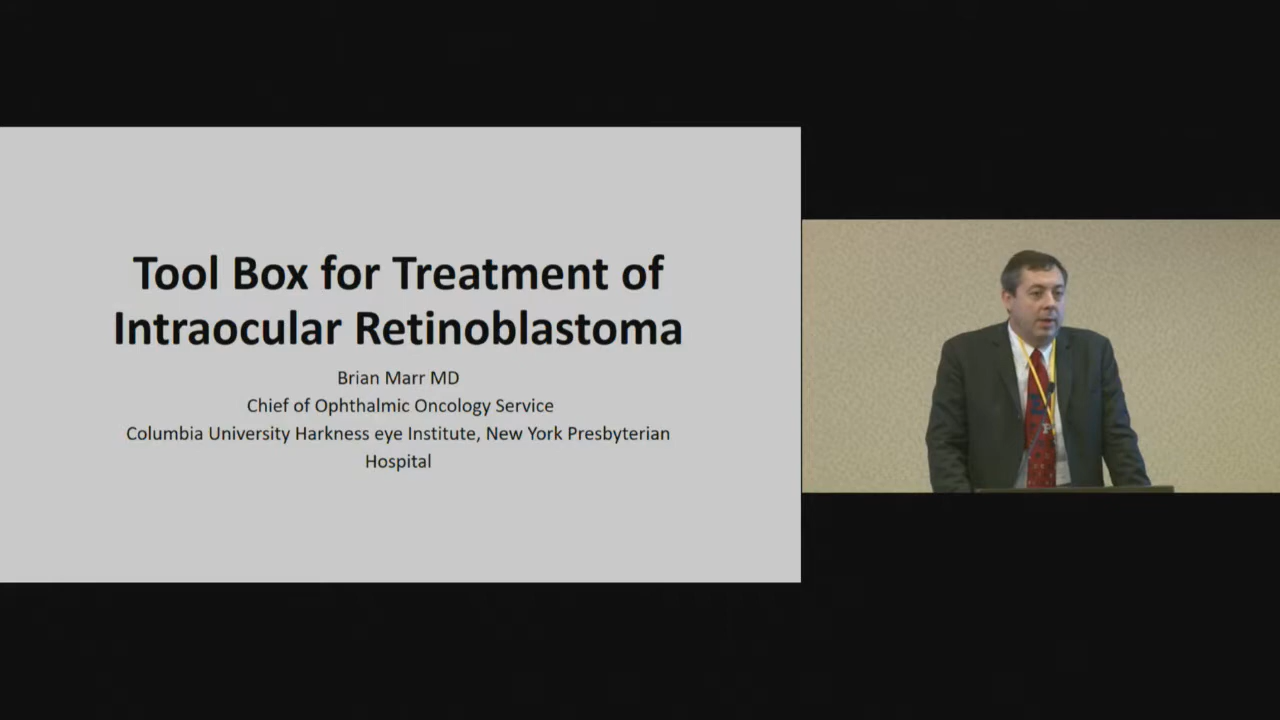 Tool Box for Treatment of
Intraocular Retinoblastoma
Brian Marr MD
Chief of Ophthalmic Oncology Service
Columbia University Harkness eye Institute, New York Presbyterian
Hospital